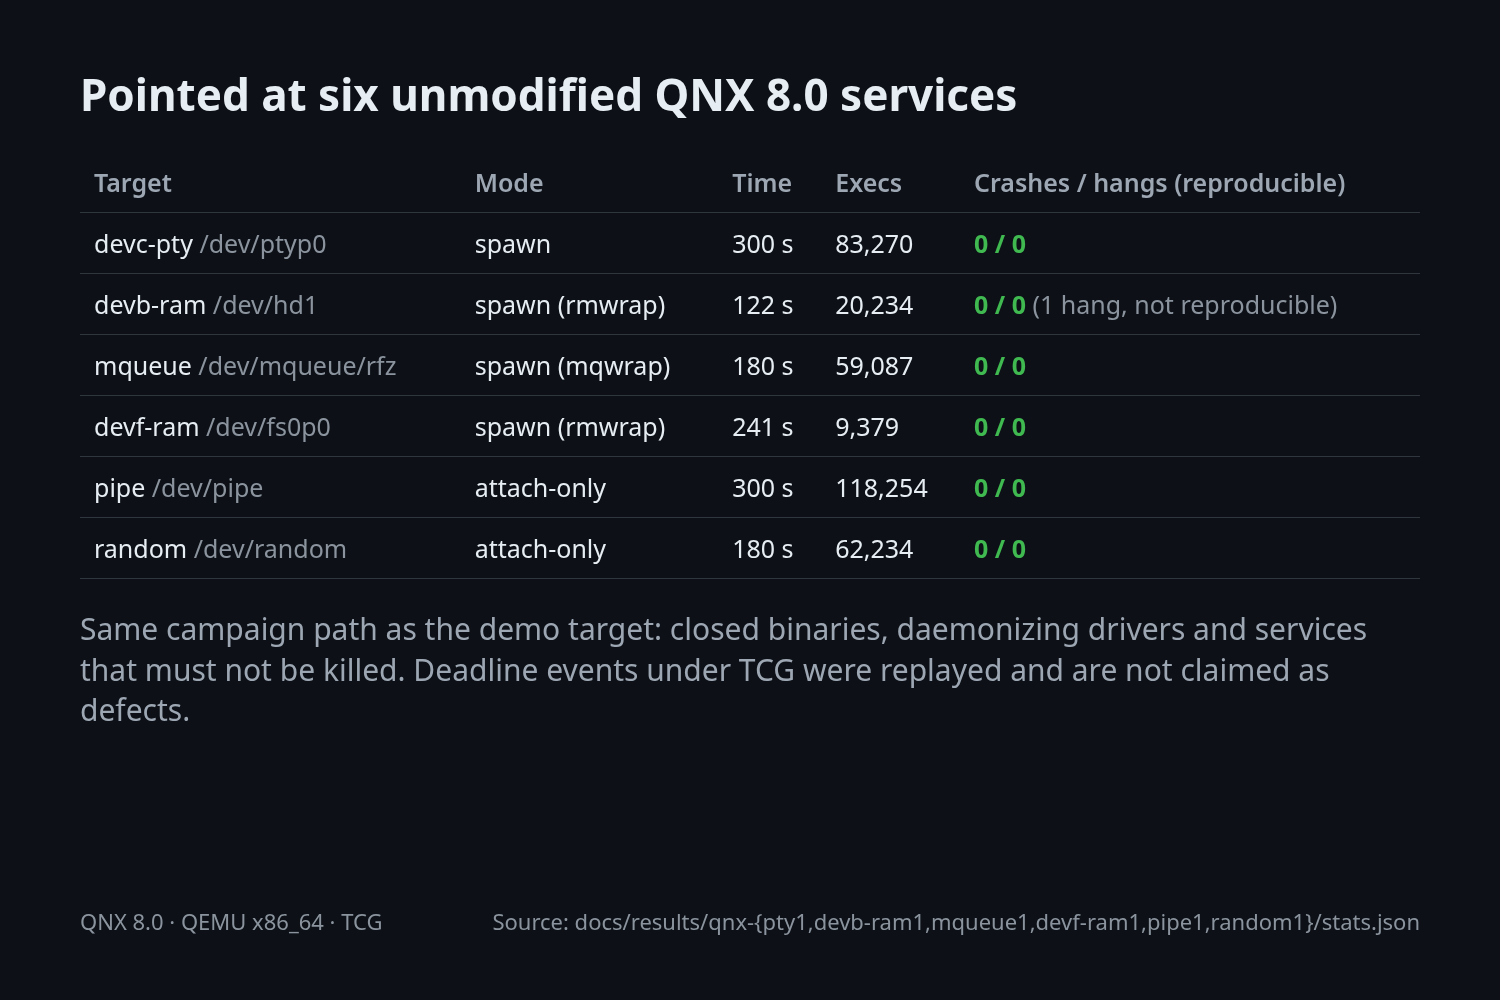 Pointed at six unmodified QNX 8.0 services
Target Mode Time Execs Crashes / hangs (reproducible)
devc-pty /dev/ptyp0 spawn 300 s 83,270 0 / 0
devb-ram /dev/hd1 spawn (rmwrap) 122 s 20,234 0 / 0 (1 hang, not reproducible)
mqueue /dev/mqueue/rfz spawn (mqwrap) 180 s 59,087 0 / 0
devf-ram /dev/fs0p0 spawn (rmwrap) 241 s 9,379 0 / 0
pipe /dev/pipe attach-only 300 s 118,254 0 / 0
random /dev/random attach-only 180 s 62,234 0 / 0
Same campaign path as the demo target: closed binaries, daemonizing drivers and services
that must not be killed. Deadline events under TCG were replayed and are not claimed as
defects.
QNX 8.0 · QEMU x86_64 · TCG Source: docs/results/qnx-{pty1,devb-ram1,mqueue1,devf-ram1,pipe1,random1}/stats.json